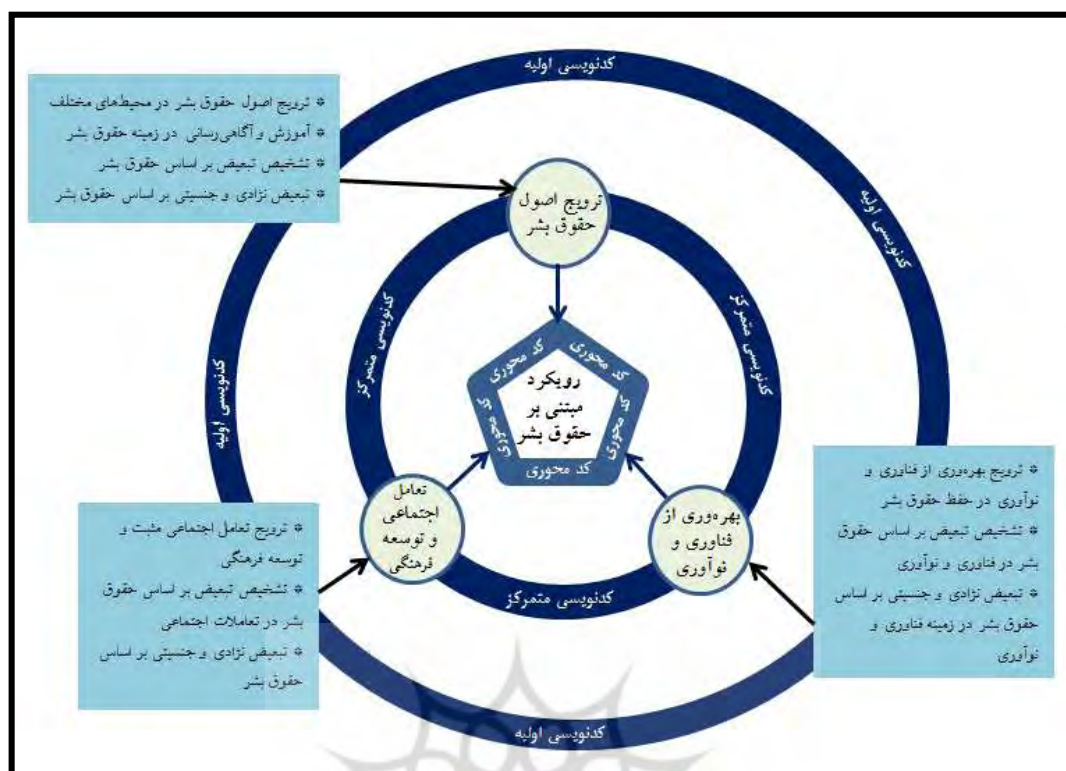 کدنویسی اولیه
* ترویج اصول حقوق بشر در محیط‌های مختلف
* آموزش و آگاهی‌رسانی در زمینه حقوق بشر
* تشخیص تبعیض بر اساس حقوق بشر
* تبعیض نژادی و جنسیتی بر اساس حقوق بشر
کدنویسی اولیه
کدنویسی اولیه
ترویج اصول
حقوق بشر
کدنویسی متمرکز
کدنویسی متمرکز
کد محوری
کد محوری
کد محوری
کد محوری
کد محوری
رویکرد
مبتنی بر
حقوق بشر
تعامل
اجتماعی
و توسعه
فرهنگی
بهره‌وری از
فناوری و
نوآوری
کدنویسی متمرکز
* ترویج بهره‌وری از فناوری و
نوآوری در حفظ حقوق بشر
* تشخیص تبعیض بر اساس حقوق
بشر در فناوری و نوآوری
* تبعیض نژادی و جنسیتی بر اساس
حقوق بشر در زمینه فناوری و
نوآوری
* ترویج تعامل اجتماعی مثبت و
توسعه فرهنگی
* تشخیص تبعیض بر اساس حقوق
بشر در تعاملات اجتماعی
* تبعیض نژادی و جنسیتی بر اساس
حقوق بشر
کدنویسی اولیه